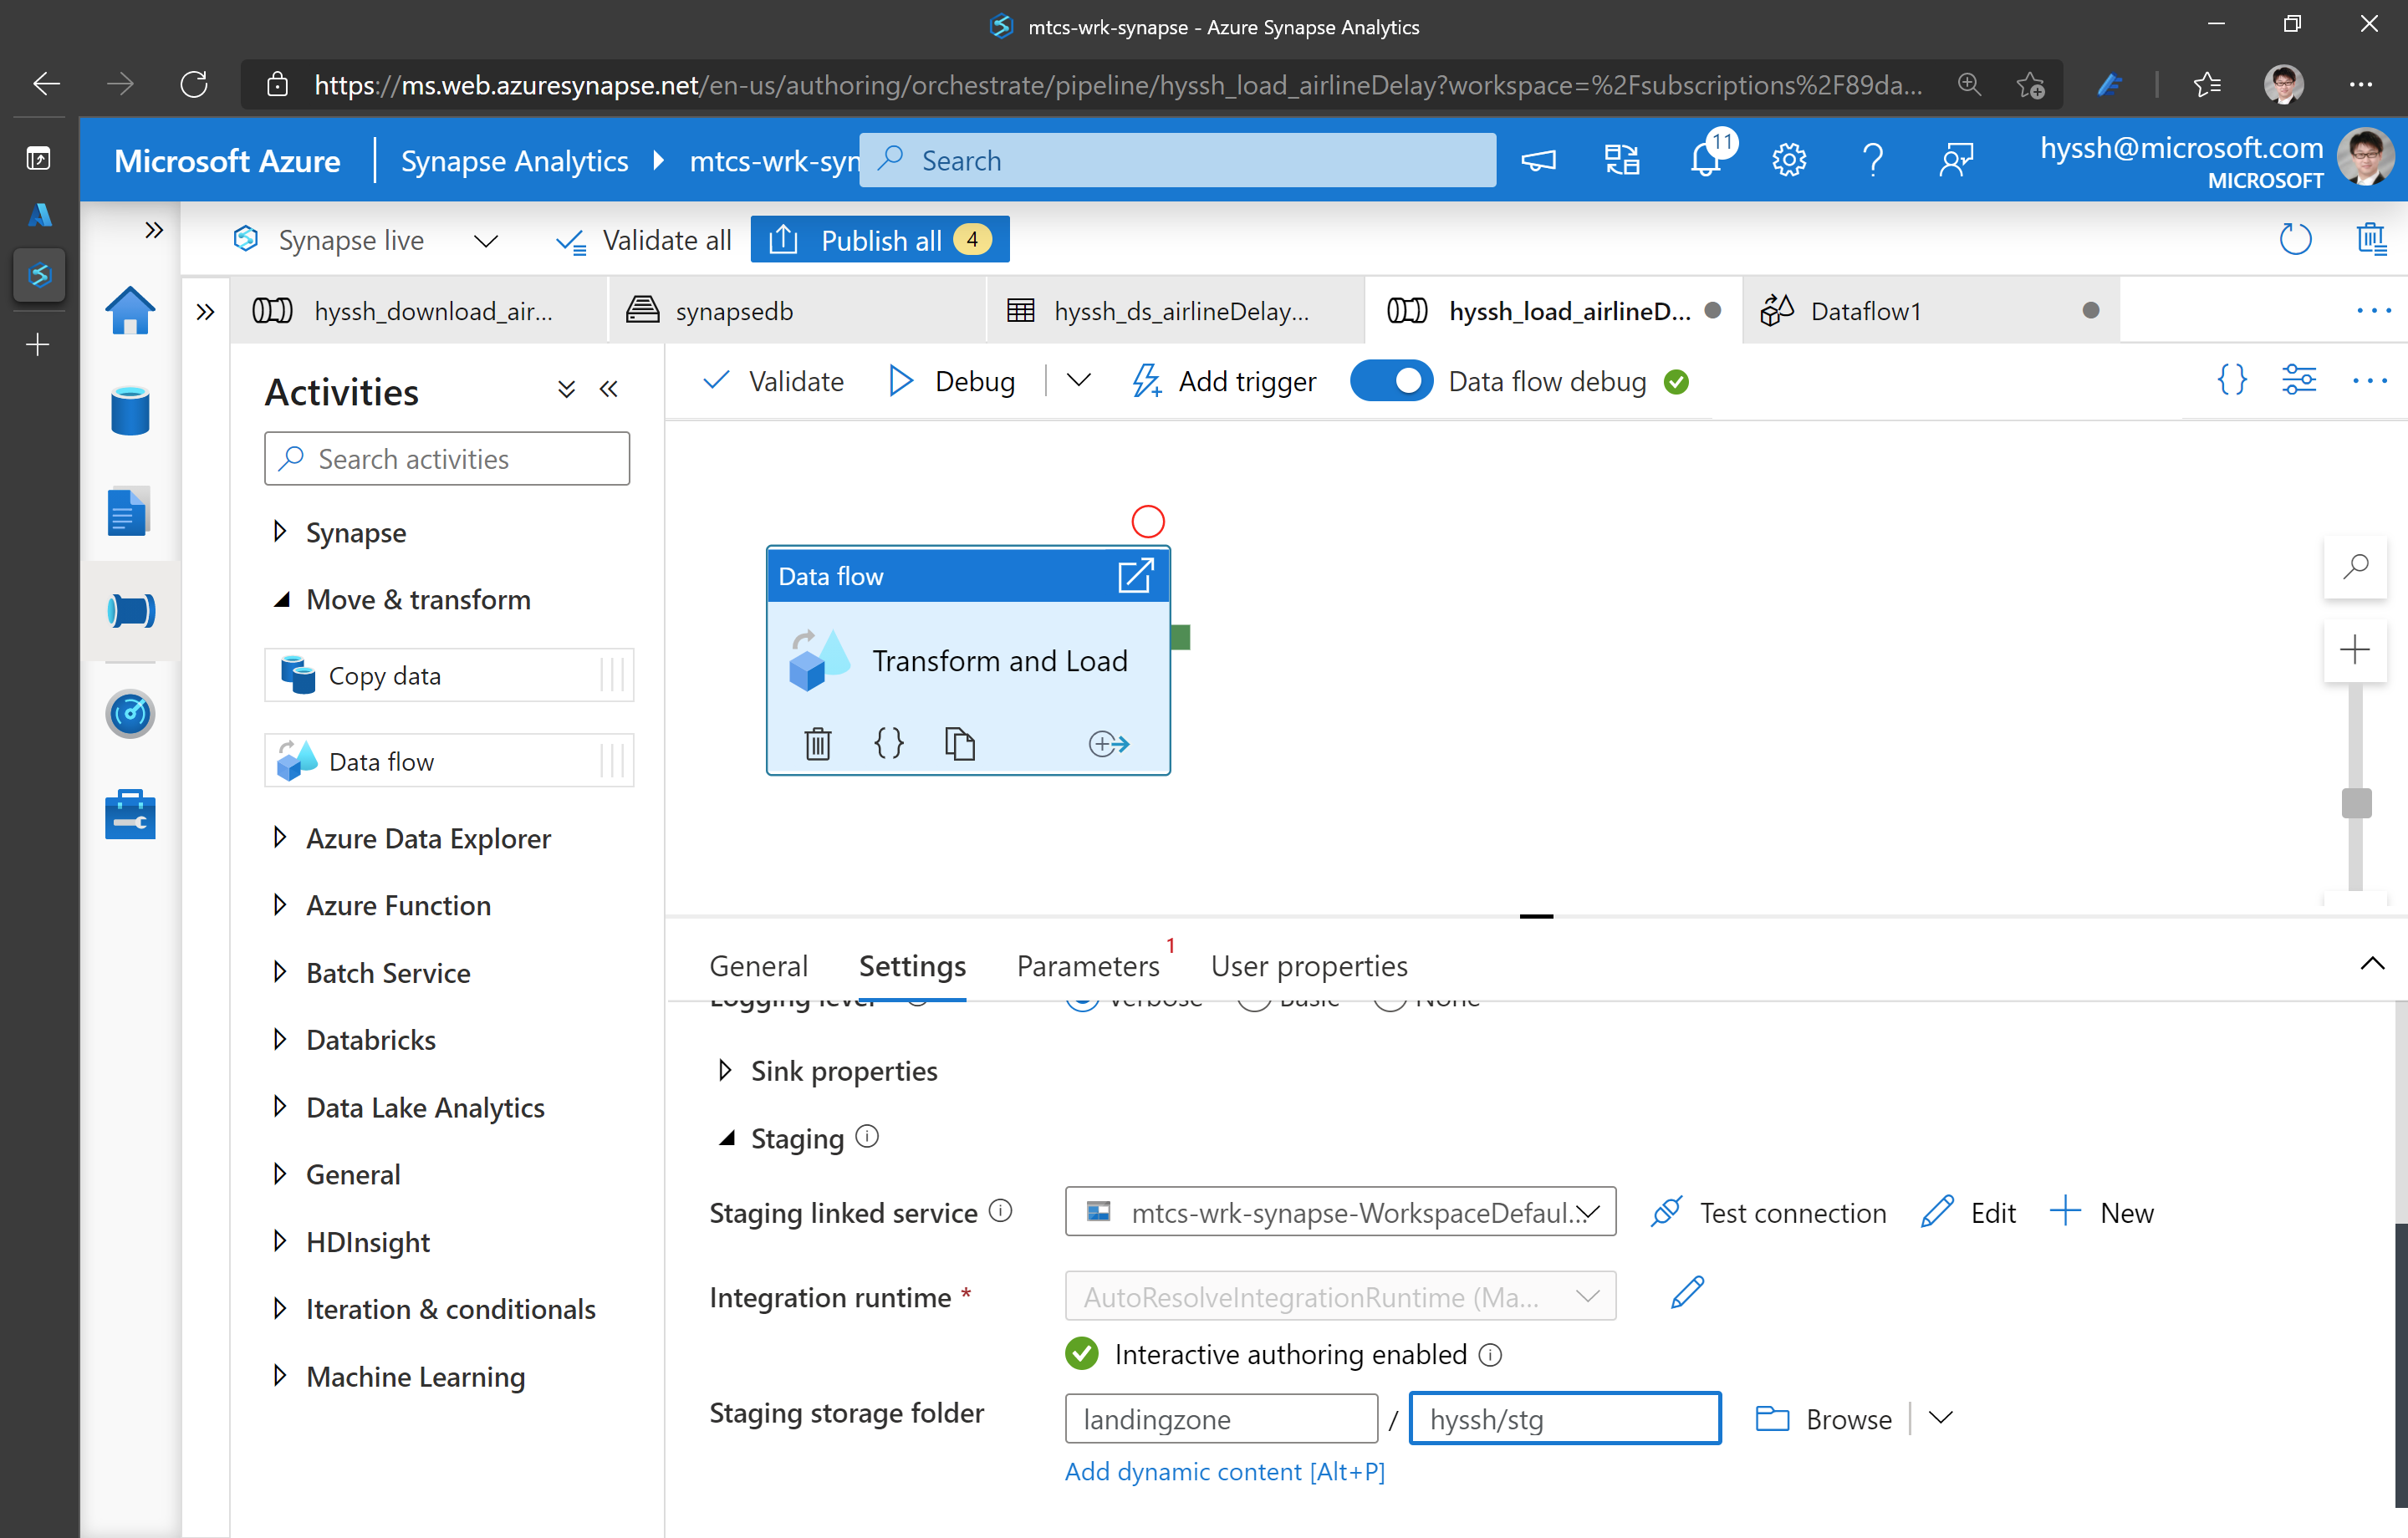 mtcs-wrk-synapse - Azure Synapse Analytics
https://ms.web.azuresynapse.net/en-us/authoring/orchestrate/pipeline/hyssh_load_airlineDelay?workspace=%2Fsubscriptions%2F89da...
Microsoft Azure
Synapse Analytics
mtcs-wrk-syn
Search
11
hyssh@microsoft.com
MICROSOFT
Synapse live
Validate all
Publish all 4
hyssh_download_air...
synapsedb
hyssh_ds_airlineDelay...
hyssh_load_airlineD...
Dataflow1
Activities
Search activities
Synapse
Move & transform
Copy data
Data flow
Azure Data Explorer
Azure Function
Batch Service
Databricks
Data Lake Analytics
General
HDInsight
Iteration & conditionals
Machine Learning
Validate
Debug
Add trigger
Data flow debug
Data flow
Transform and Load
General
Settings
Parameters 1
User properties
Logging level Verbose Basic None
Sink properties
Staging
Staging linked service mtcs-wrk-synapse-WorkspaceDefaul... Test connection Edit New
Integration runtime * AutoResolveIntegrationRuntime (Ma...
Interactive authoring enabled
Staging storage folder landingzone / hyssh/stg Browse
Add dynamic content [Alt+P]